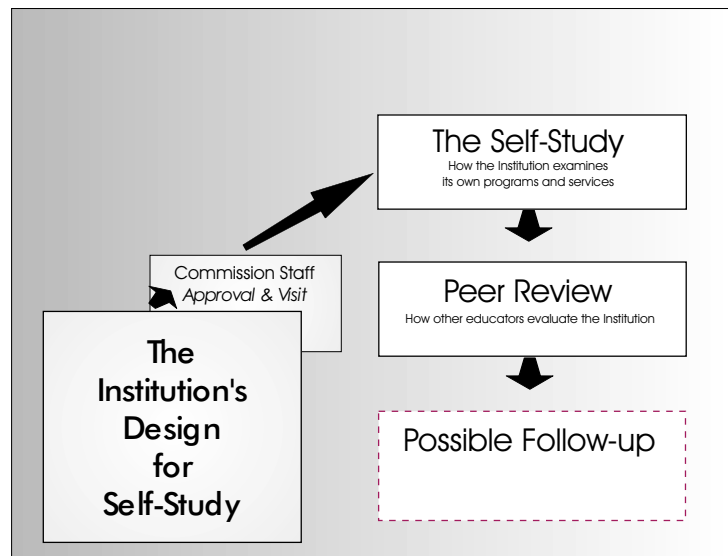 The Self-Study
How the Institution examines
its own programs and services
Commission Staff
Approval & Visit
Peer Review
How other educators evaluate the Institution
The
Institution's
Design
for
Self-Study
Possible Follow-up